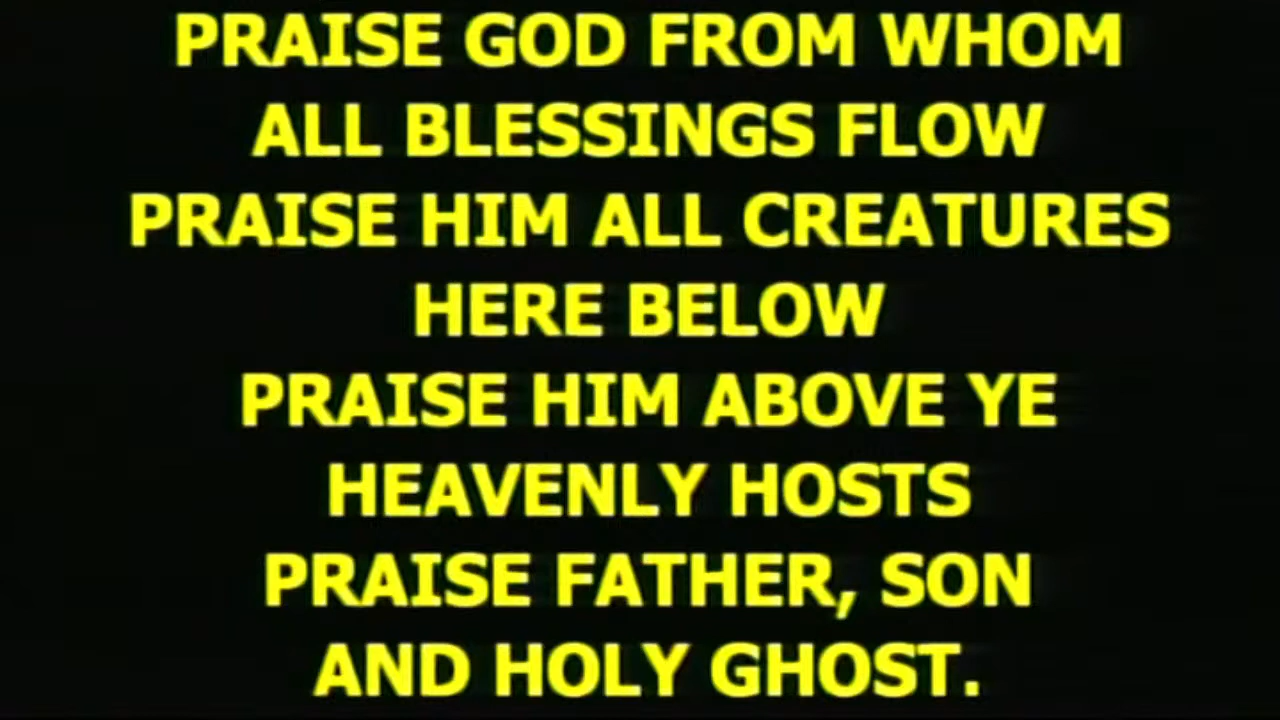 PRAISE GOD FROM WHOM
ALL BLESSINGS FLOW
PRAISE HIM ALL CREATURES
HERE BELOW
PRAISE HIM ABOVE YE
HEAVENLY HOSTS
PRAISE FATHER, SON
AND HOLY GHOST.